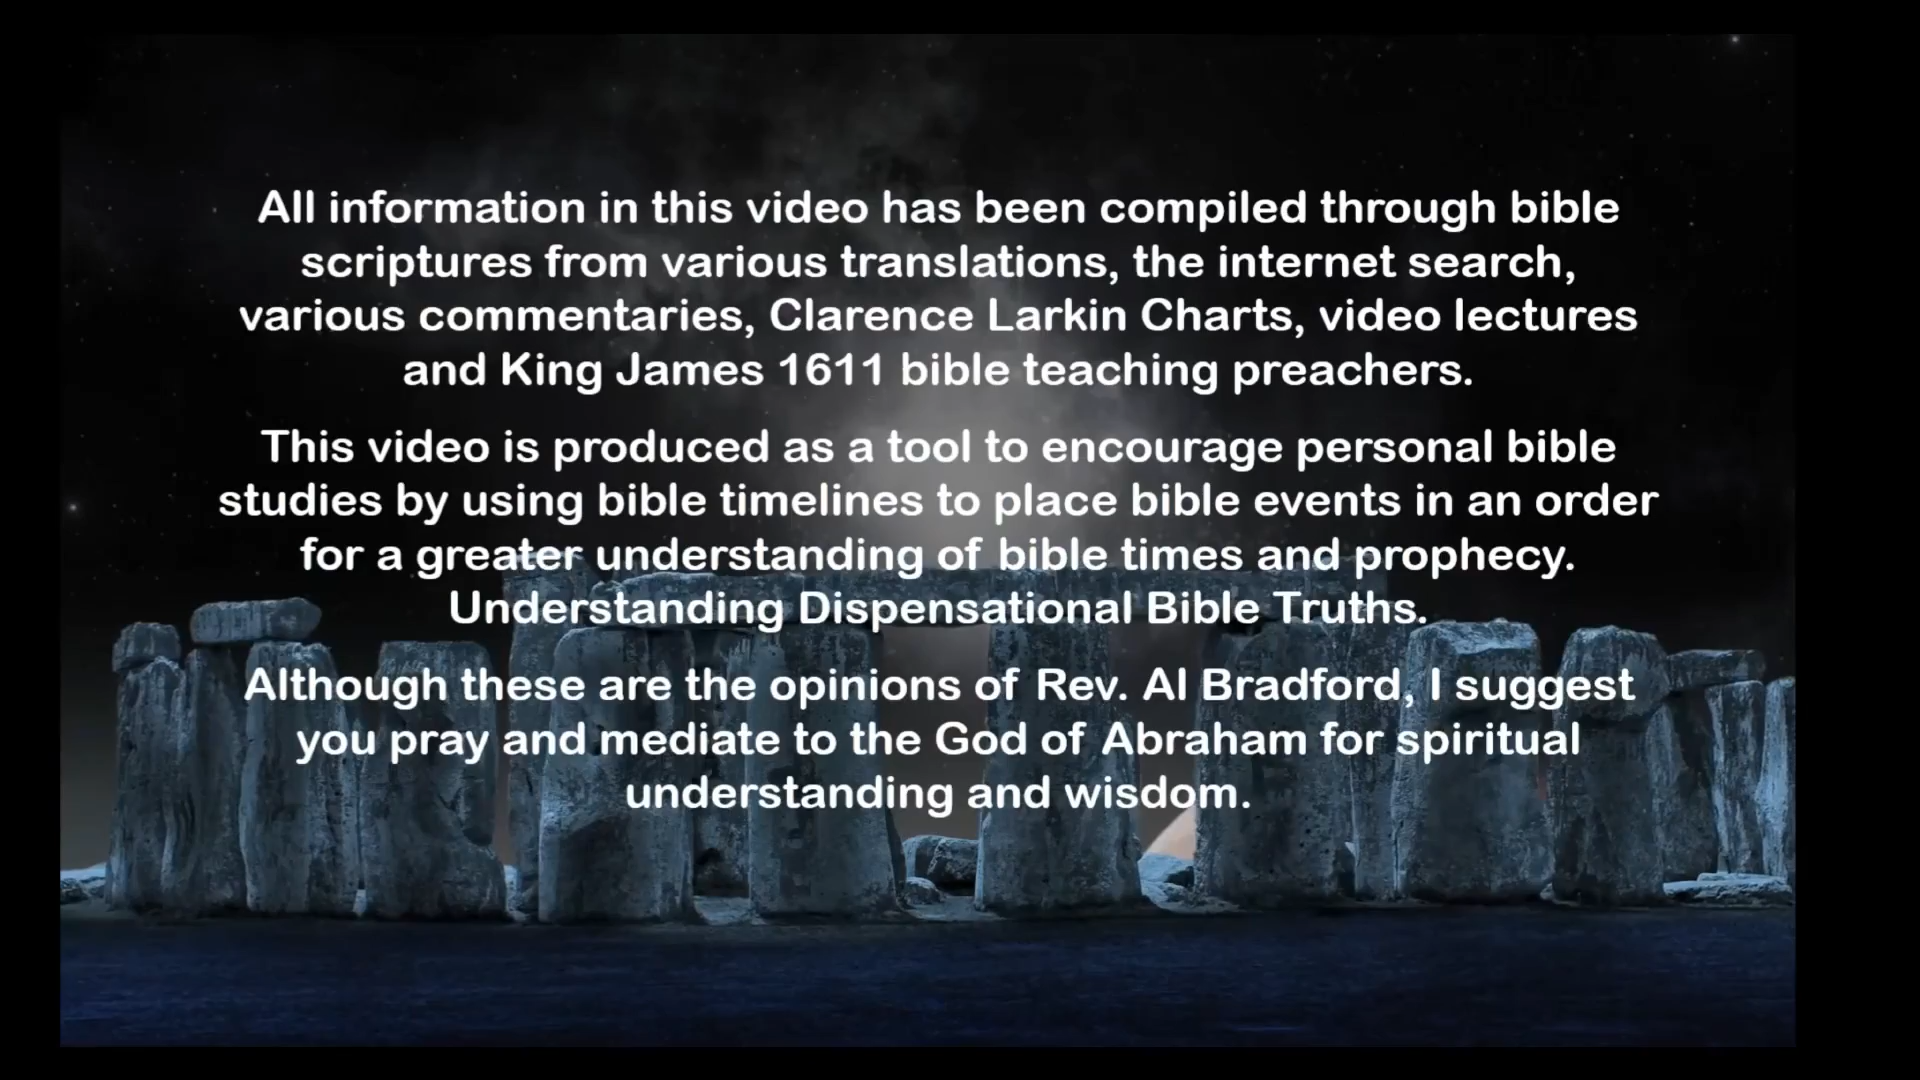 All information in this video has been compiled through bible
scriptures from various translations, the internet search,
various commentaries, Clarence Larkin Charts, video lectures
and King James 1611 bible teaching preachers.
This video is produced as a tool to encourage personal bible
studies by using bible timelines to place bible events in an order
for a greater understanding of bible times and prophecy.
Understanding Dispensational Bible Truths.
Although these are the opinions of Rev. Al Bradford, I suggest
you pray and mediate to the God of Abraham for spiritual
understanding and wisdom.